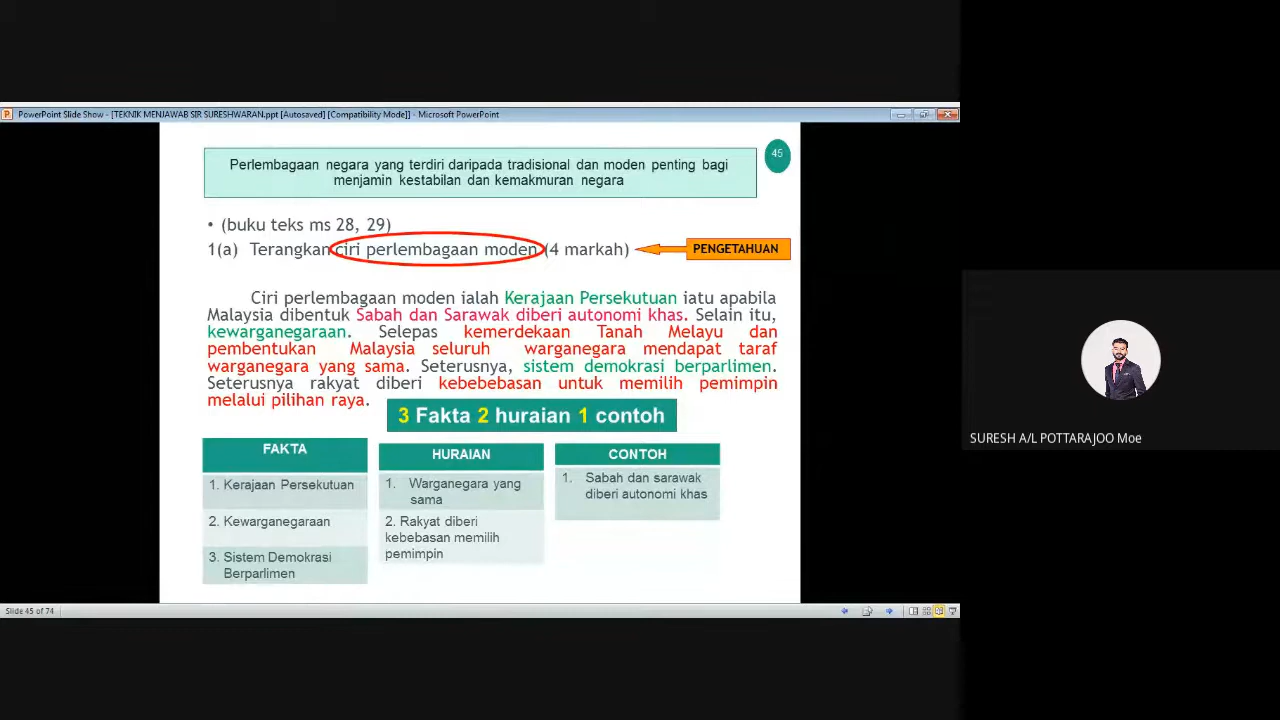 PowerPoint Slide Show - [TEKNIK MENJAWAB SIR SURESHWARAN.ppt [Autosaved] [Compatibility Mode]] - Microsoft PowerPoint
45
Perlembagaan negara yang terdiri daripada tradisional dan moden penting bagi
menjamin kestabilan dan kemakmuran negara
• (buku teks ms 28, 29)
1(a) Terangkan ciri perlembagaan moden (4 markah)
PENGETAHUAN
Ciri perlembagaan moden ialah Kerajaan Persekutuan iatu apabila
Malaysia dibentuk Sabah dan Sarawak diberi autonomi khas. Selain itu,
kewarganegaraan. Selepas kemerdekaan Tanah Melayu dan
pembentukan Malaysia seluruh warganegara mendapat taraf
warganegara yang sama. Seterusnya, sistem demokrasi berparlimen.
Seterusnya rakyat diberi kebebebasan untuk memilih pemimpin
melalui pilihan raya.
3 Fakta 2 huraian 1 contoh
FAKTA
1. Kerajaan Persekutuan
2. Kewarganegaraan
3. Sistem Demokrasi
Berparlimen
HURAIAN
1. Warganegara yang
sama
2. Rakyat diberi
kebebasan memilih
pemimpin
CONTOH
1. Sabah dan sarawak
diberi autonomi khas
Slide 45 of 74
SURESH A/L POTTARAJOO Moe